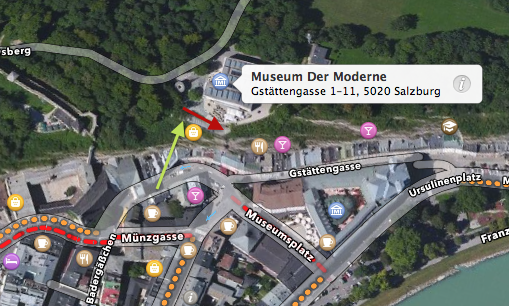 sberg
Museum Der Moderne
Gstättengasse 1-11, 5020 Salzburg
i
Gstättengasse
Ursulinenplatz
M
Museumsplatz
Münzgasse
Badergäßchen
Franz
i